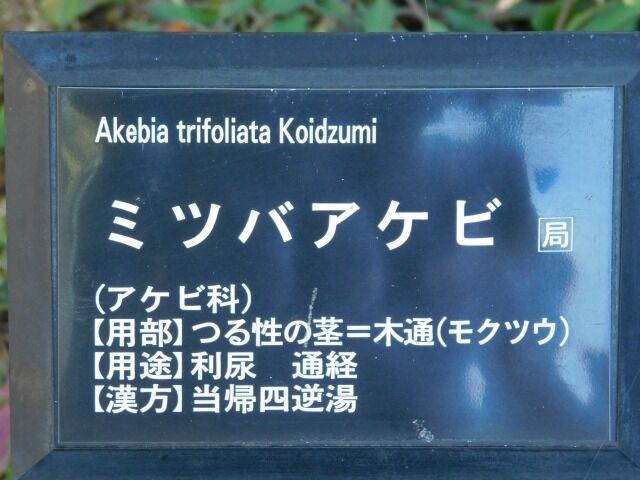 Akebia trifoliata Koidzumi
ミツバアケビ 局
(アケビ科)
【用部】つる性の茎=木通(モクツウ)
【用途】利尿　通経
【漢方】当帰四逆湯